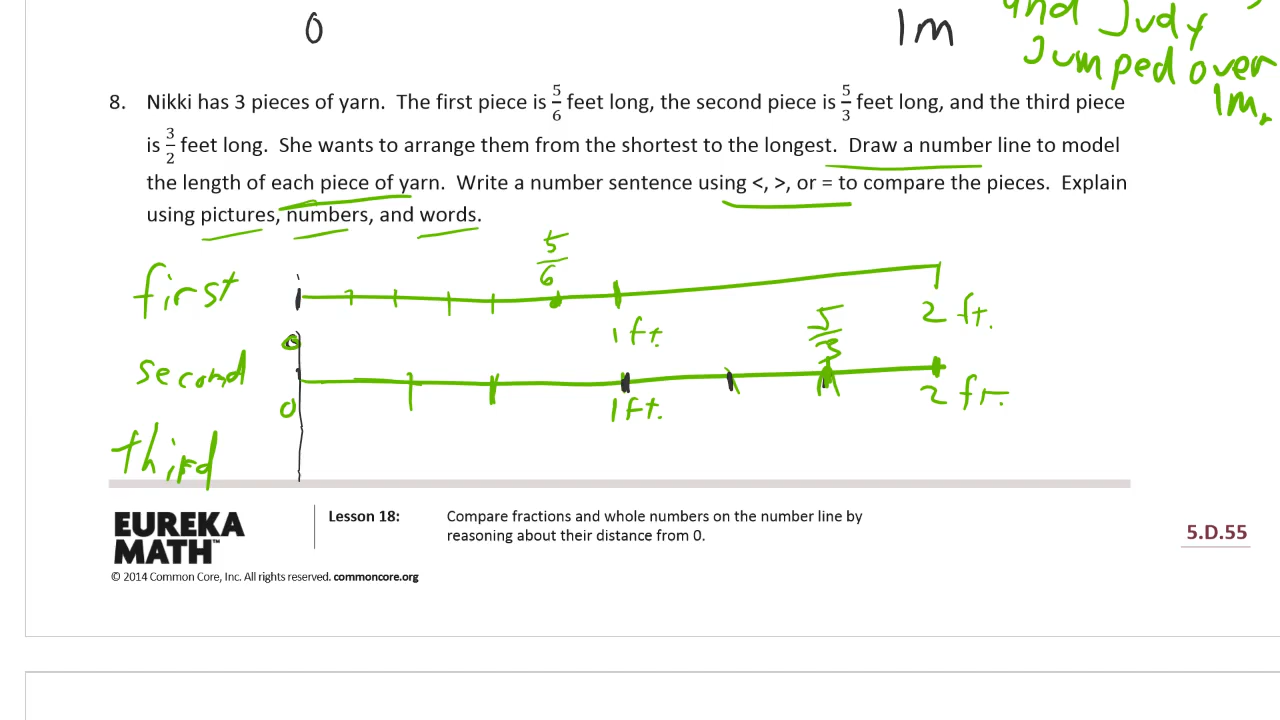 and Judy
0 1m Jumped over
1m.
8. Nikki has 3 pieces of yarn. The first piece is 5/6 feet long, the second piece is 5/3 feet long, and the third piece
is 3/2 feet long. She wants to arrange them from the shortest to the longest. Draw a number line to model
the length of each piece of yarn. Write a number sentence using <, >, or = to compare the pieces. Explain
using pictures, numbers, and words.
first 5/6
0 1ft. 2 ft.
second 5/3
0 1ft. 2 ft.
third
EUREKA
MATH™
Lesson 18: Compare fractions and whole numbers on the number line by
reasoning about their distance from 0.
5.D.55
© 2014 Common Core, Inc. All rights reserved. commoncore.org